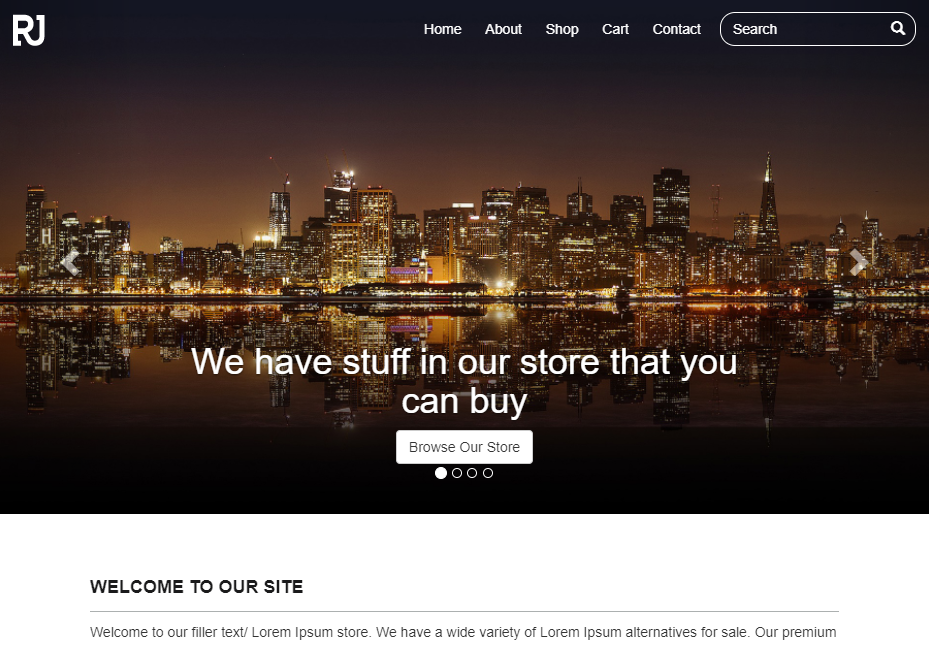 RJ
Home About Shop Cart Contact Search
We have stuff in our store that you
can buy
Browse Our Store
WELCOME TO OUR SITE
Welcome to our filler text/ Lorem Ipsum store. We have a wide variety of Lorem Ipsum alternatives for sale. Our premium